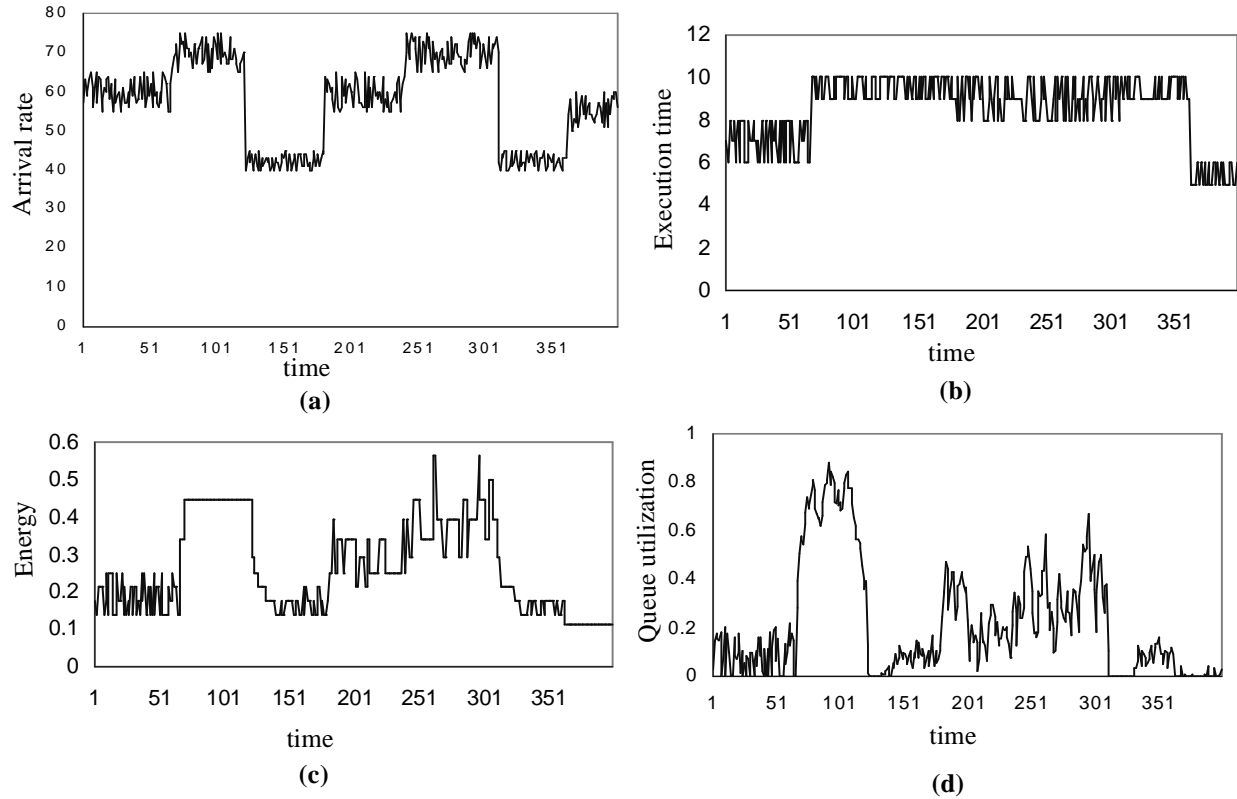 80
70
60
50
40
30
20
10
0
Arrival rate
1 51 101 151 201 251 301 351
time
(a)
12
10
8
6
4
2
0
Execution time
1 51 101 151 201 251 301 351
time
(b)
0.6
0.5
0.4
0.3
0.2
0.1
0
Energy
1 51 101 151 201 251 301 351
time
(c)
1
0.8
0.6
0.4
0.2
0
Queue utilization
1 51 101 151 201 251 301 351
time
(d)